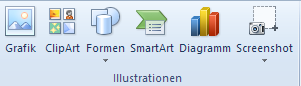 Grafik ClipArt Formen SmartArt Diagramm Screenshot
Illustrationen